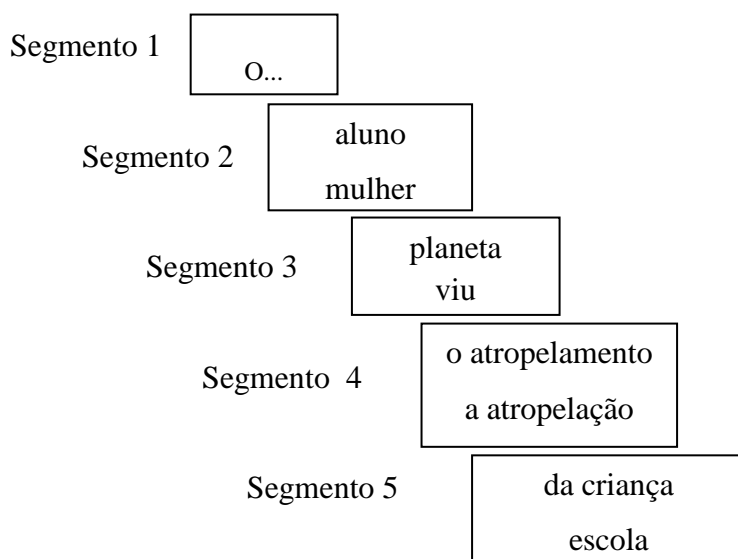 Segmento 1
O...
Segmento 2
aluno
mulher
Segmento 3
planeta
viu
Segmento 4
o atropelamento
a atropelação
Segmento 5
da criança
escola